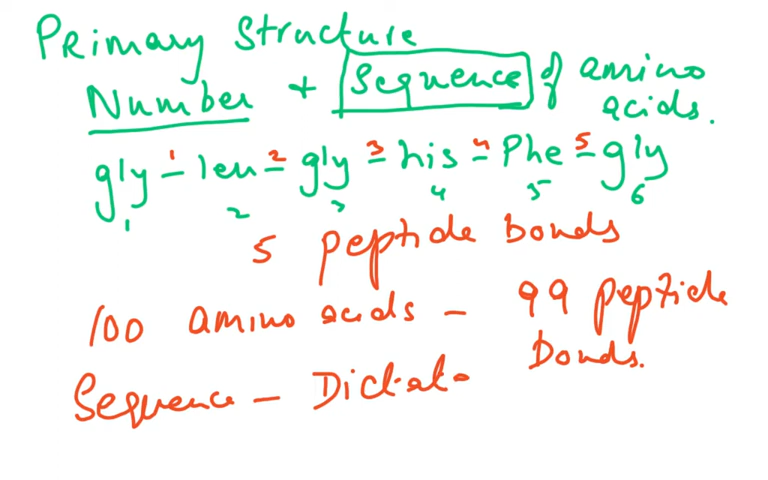 Primary Structure
Number + Sequence of amino
acids.
gly 1 – leu 2 = gly 3 = his 4 = Phe 5 = gly
1 2 3 4 5 6
5 peptide bonds
100 amino acids – 99 peptide
bonds.
Sequence – Dictate